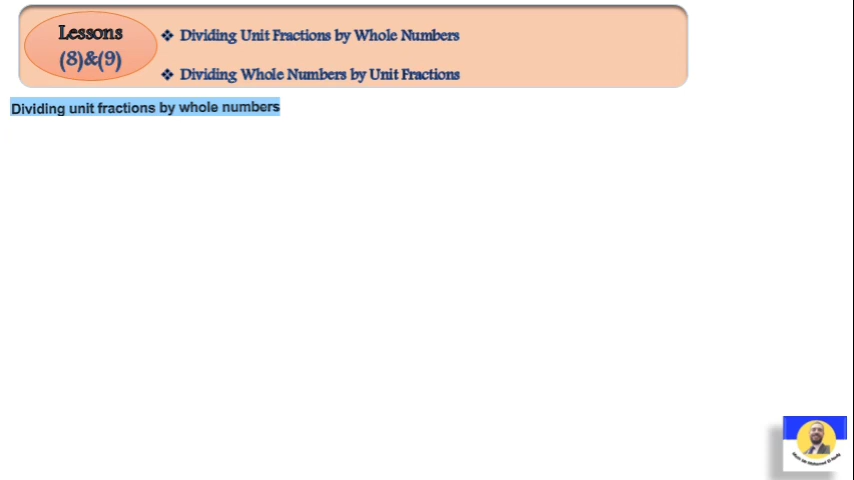 Lessons
(8)&(9)
❖ Dividing Unit Fractions by Whole Numbers
❖ Dividing Whole Numbers by Unit Fractions
Dividing unit fractions by whole numbers